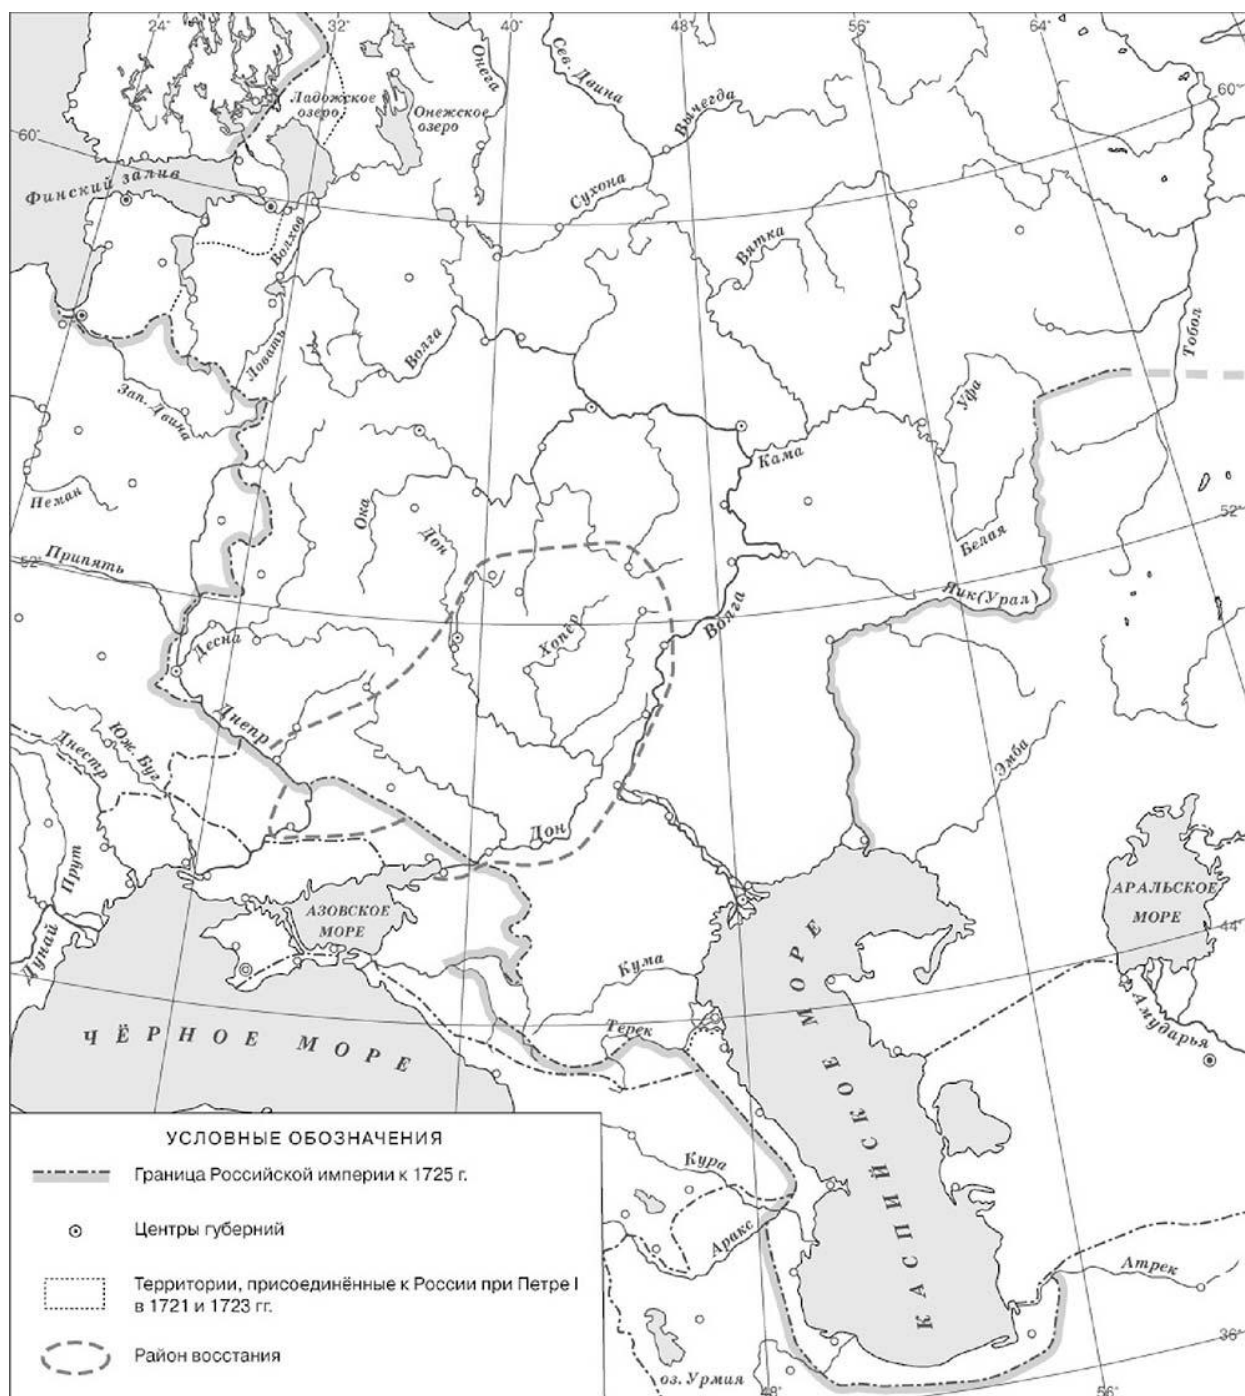 24°
32°
40°
48°
56°
64°
60°
60°
Онега
Сев. Двина
Вычегда
Ладожское
озеро
Онежское
озеро
Финский залив
Сухона
Волхов
Вятка
Ловать
Волга
Тобол
Зап. Двина
Уфа
Кама
Неман
Ока
Дон
Белая
52°
52°
Припять
Яик(Урал)
Десна
Хопёр
Волга
Днепр
Юж. Буг
Днестр
Эмба
Дон
Прут
АЗОВСКОЕ
МОРЕ
АРАЛЬСКОЕ
МОРЕ
44°
Дунай
Кума
Терек
Амударья
ЧЁРНОЕ МОРЕ
КАСПИЙСКОЕ МОРЕ
Кура
Аракс
Атрек
оз. Урмия
48°
56°
36°
УСЛОВНЫЕ ОБОЗНАЧЕНИЯ
Граница Российской империи к 1725 г.
Центры губерний
Территории, присоединённые к России при Петре I
в 1721 и 1723 гг.
Район восстания